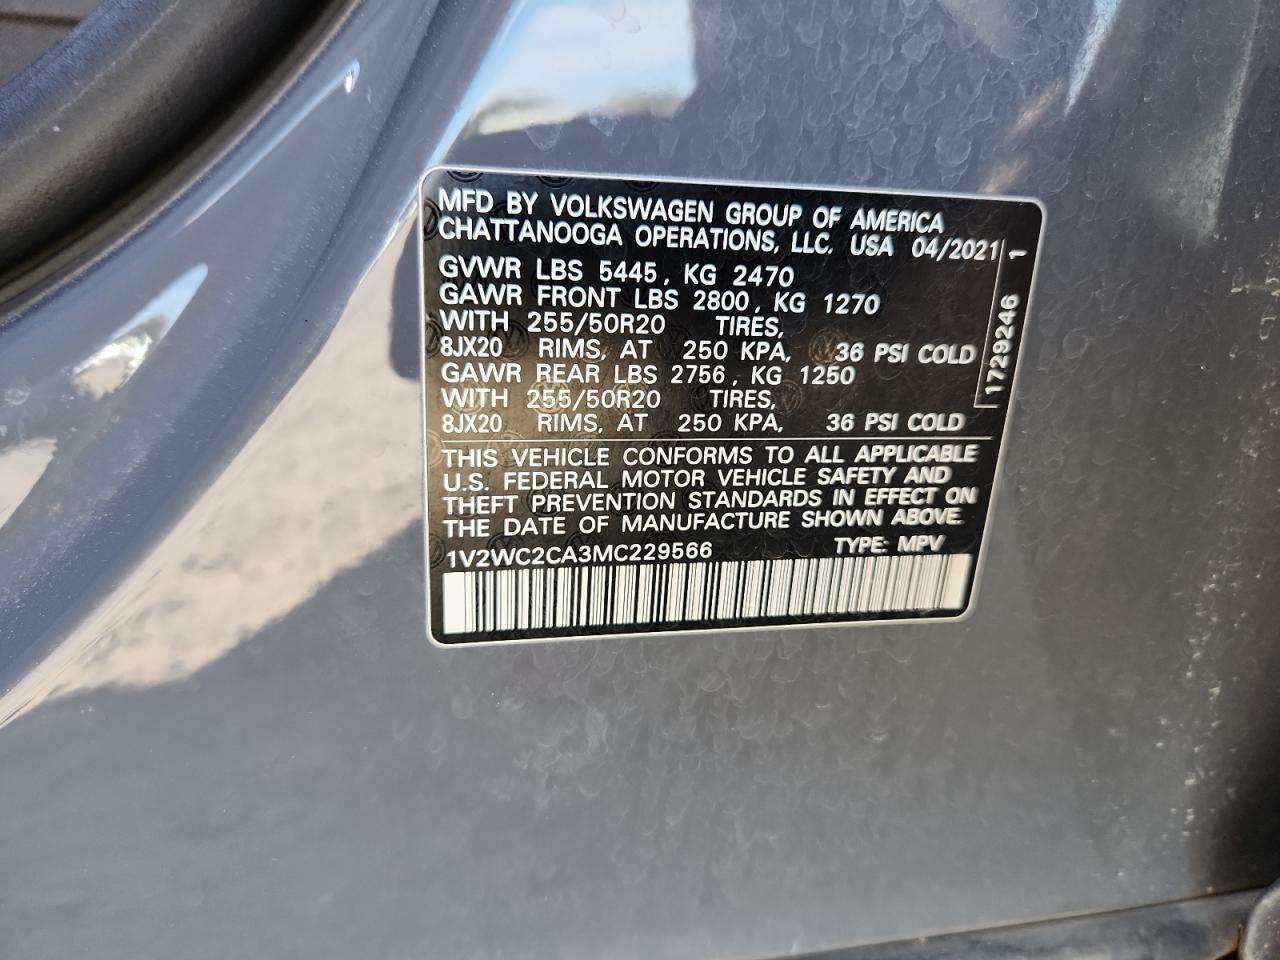 MFD BY VOLKSWAGEN GROUP OF AMERICA
CHATTANOOGA OPERATIONS, LLC. USA 04/2021
GVWR LBS 5445, KG 2470
GAWR FRONT LBS 2800, KG 1270
WITH 255/50R20 TIRES,
8JX20 RIMS, AT 250 KPA, 36 PSI COLD
GAWR REAR LBS 2756, KG 1250
WITH 255/50R20 TIRES,
8JX20 RIMS, AT 250 KPA, 36 PSI COLD
1729246 1
THIS VEHICLE CONFORMS TO ALL APPLICABLE
U.S. FEDERAL MOTOR VEHICLE SAFETY AND
THEFT PREVENTION STANDARDS IN EFFECT ON
THE DATE OF MANUFACTURE SHOWN ABOVE.
1V2WC2CA3MC229566 TYPE: MPV